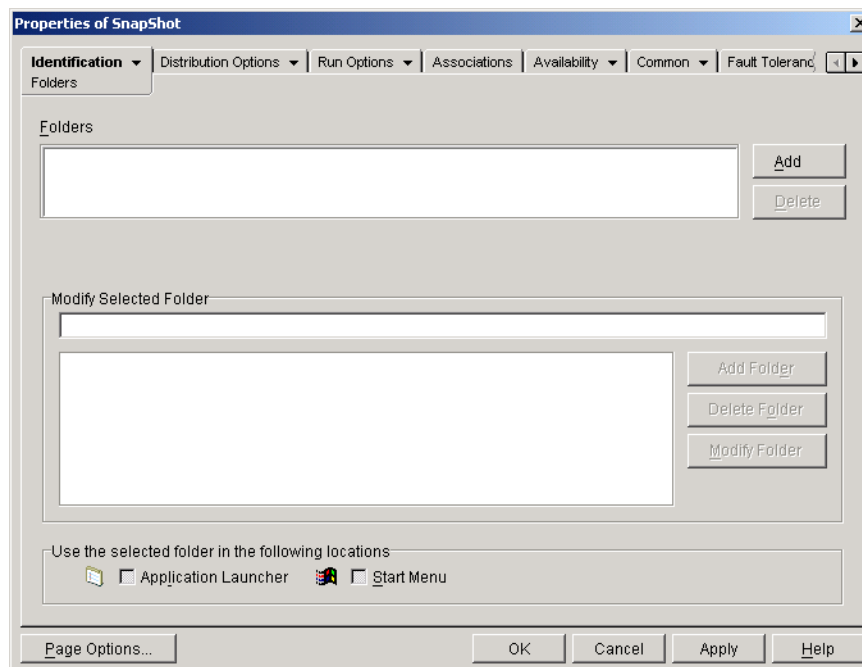 Properties of SnapShot
Identification Distribution Options Run Options Associations Availability Common Fault Toleranc
Folders
Folders
Add
Delete
Modify Selected Folder
Add Folder
Delete Folder
Modify Folder
Use the selected folder in the following locations
Application Launcher Start Menu
Page Options... OK Cancel Apply Help